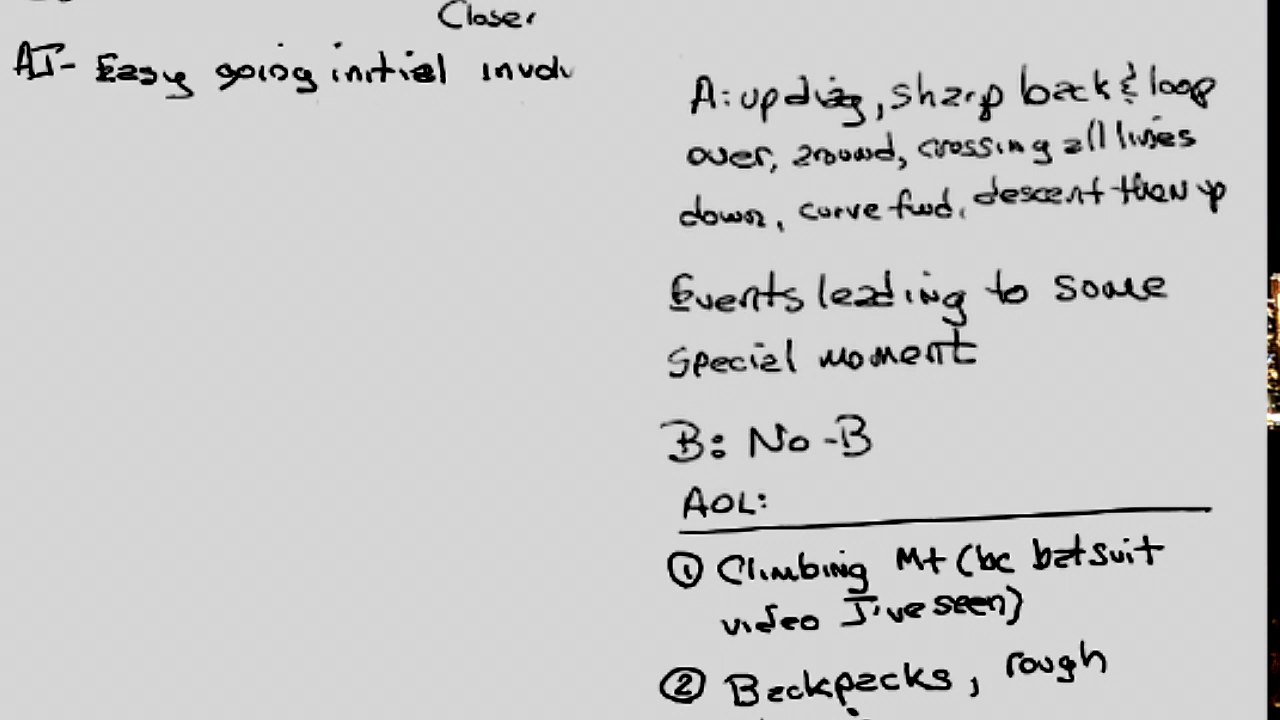 Closer
AI- Easy going initial involv
A: up diag, sharp back & loop
over, around, crossing all lines
down, curve fwd, descent then up
Events leading to some
special moment
B: No-B
AOL:
① Climbing Mt (bc batsuit
video I've seen)
② Backpacks, rough